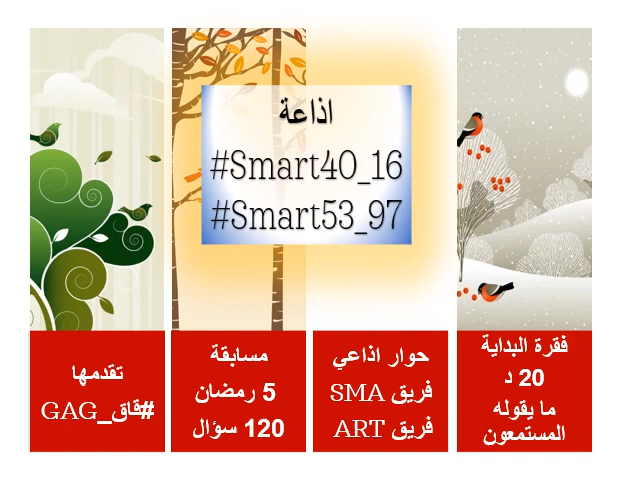 اذاعة
#Smart40_16
#Smart53_97
فقرة البداية
20 د
ما يقوله
المستمعون
حوار اذاعي
فريق SMA
فريق ART
مسابقة
5 رمضان
120 سؤال
تقدمها
#قاق_GAG